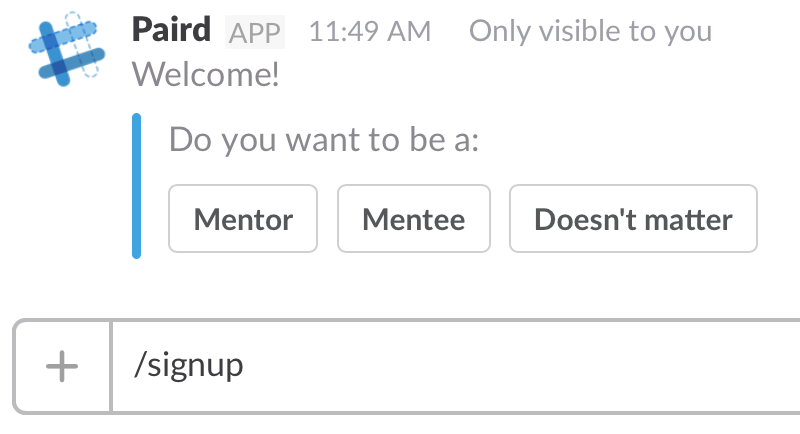 Paird APP 11:49 AM Only visible to you
Welcome!
Do you want to be a:
Mentor Mentee Doesn't matter
+ /signup